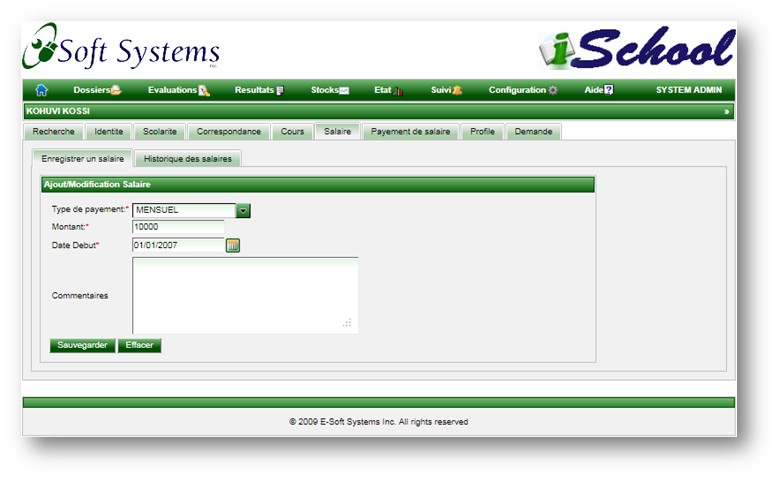 Soft Systems
Inc.
iSchool
Dossiers Evaluations Resultats Stocks Etat Suivi Configuration Aide SYSTEM ADMIN
KOHUVI KOSSI »
Recherche Identite Scolarite Correspondance Cours Salaire Payement de salaire Profile Demande
Enregistrer un salaire Historique des salaires
Ajout/Modification Salaire
Type de payement:* MENSUEL
Montant:* 10000
Date Debut* 01/01/2007
Commentaires
Sauvegarder Effacer
© 2009 E-Soft Systems Inc. All rights reserved